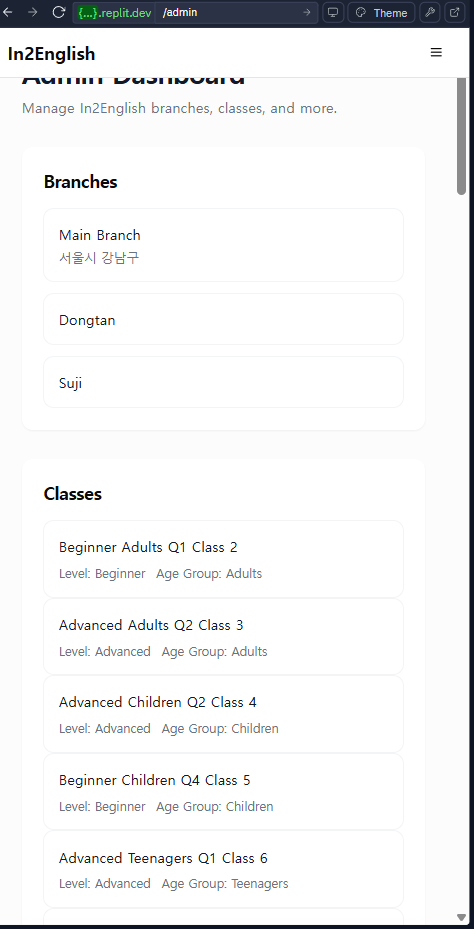 {...}.replit.dev /admin
Theme
In2English
Admin Dashboard
Manage In2English branches, classes, and more.
Branches
Main Branch
서울시 강남구
Dongtan
Suji
Classes
Beginner Adults Q1 Class 2
Level: Beginner Age Group: Adults
Advanced Adults Q2 Class 3
Level: Advanced Age Group: Adults
Advanced Children Q2 Class 4
Level: Advanced Age Group: Children
Beginner Children Q4 Class 5
Level: Beginner Age Group: Children
Advanced Teenagers Q1 Class 6
Level: Advanced Age Group: Teenagers